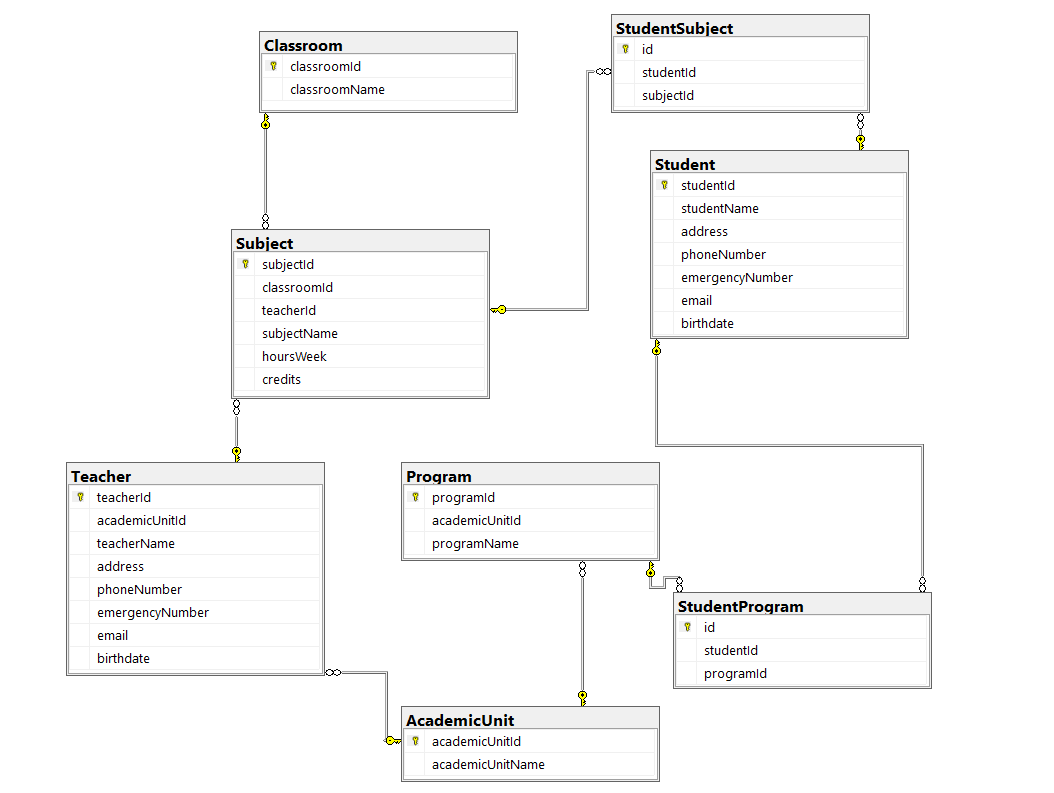 Classroom
classroomId
classroomName
StudentSubject
id
studentId
subjectId
Student
studentId
studentName
address
phoneNumber
emergencyNumber
email
birthdate
Subject
subjectId
classroomId
teacherId
subjectName
hoursWeek
credits
Teacher
teacherId
academicUnitId
teacherName
address
phoneNumber
emergencyNumber
email
birthdate
Program
programId
academicUnitId
programName
StudentProgram
id
studentId
programId
AcademicUnit
academicUnitId
academicUnitName